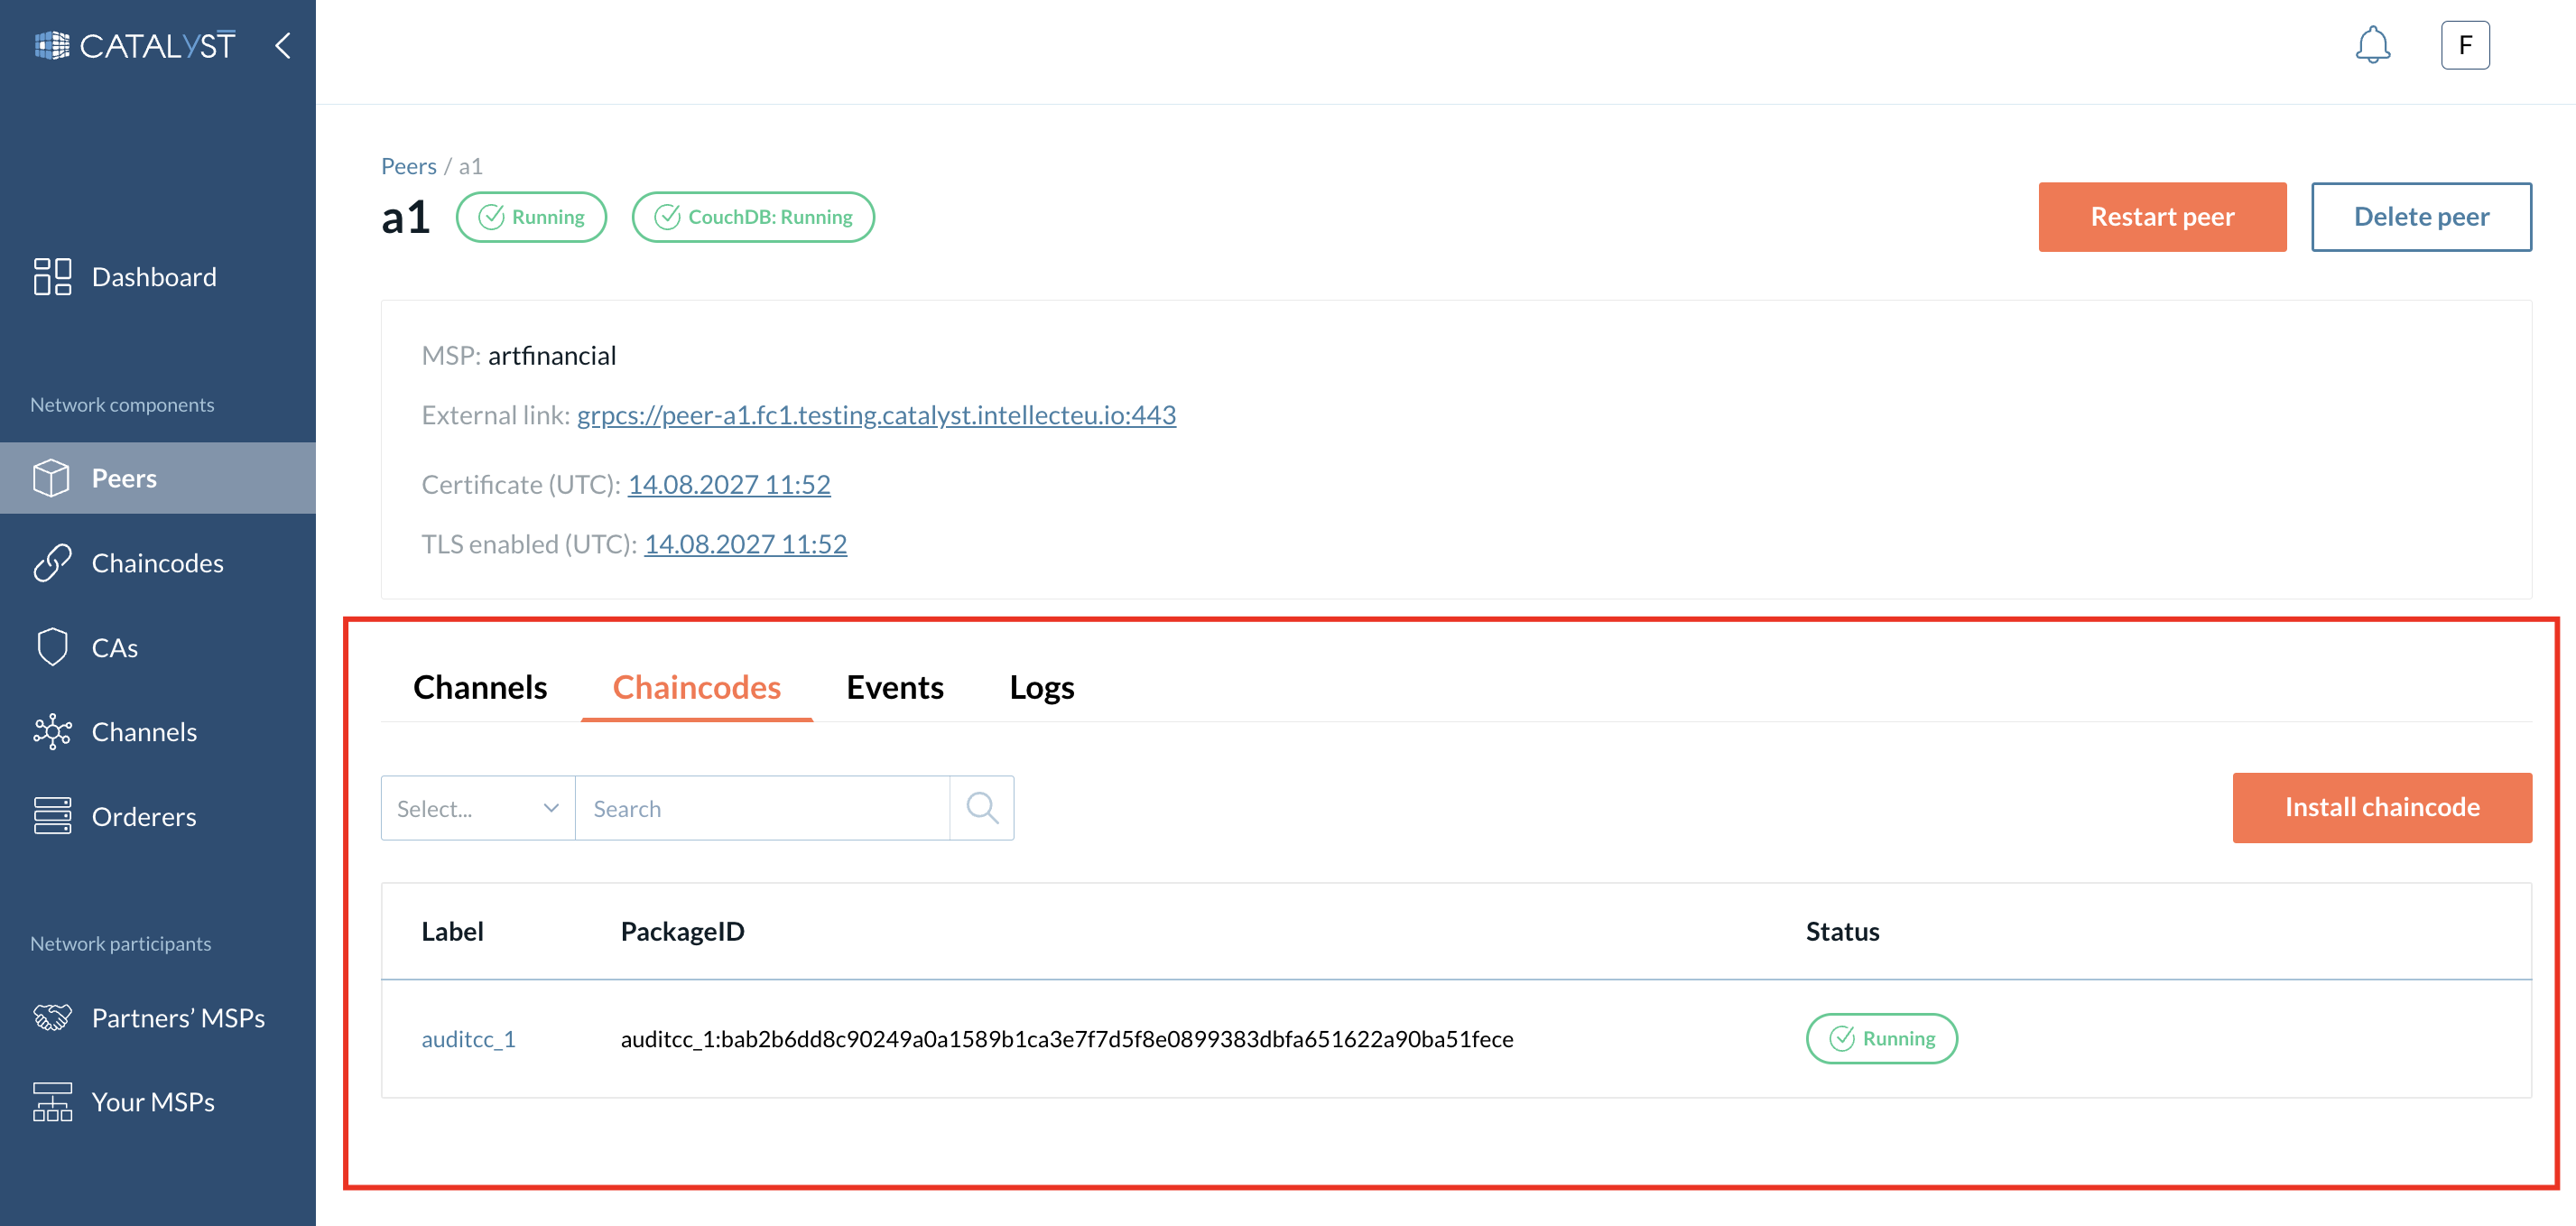 CATALYST
F
Dashboard
Network components
Peers
Chaincodes
CAs
Channels
Orderers
Network participants
Partners’ MSPs
Your MSPs
Peers / a1
a1 Running CouchDB: Running
Restart peer Delete peer
MSP: artfinancial
External link: grpcs://peer-a1.fc1.testing.catalyst.intellecteu.io:443
Certificate (UTC): 14.08.2027 11:52
TLS enabled (UTC): 14.08.2027 11:52
Channels Chaincodes Events Logs
Select... Search Install chaincode
Label PackageID Status
auditcc_1 auditcc_1:bab2b6dd8c90249a0a1589b1ca3e7f7d5f8e0899383dbfa651622a90ba51fece Running